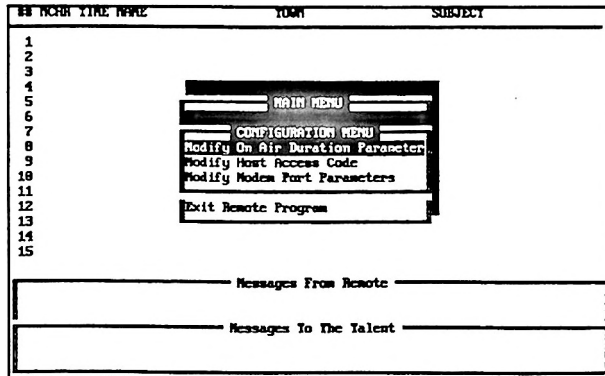 ## MCHR TIME NAME TOWN SUBJECT
1
2
3
4
5
6
7
8
9
10
11
12
13
14
15
MAIN MENU
CONFIGURATION MENU
Modify On Air Duration Parameter
Modify Host Access Code
Modify Modem Port Parameters
Exit Remote Program
Messages From Remote
Messages To The Talent